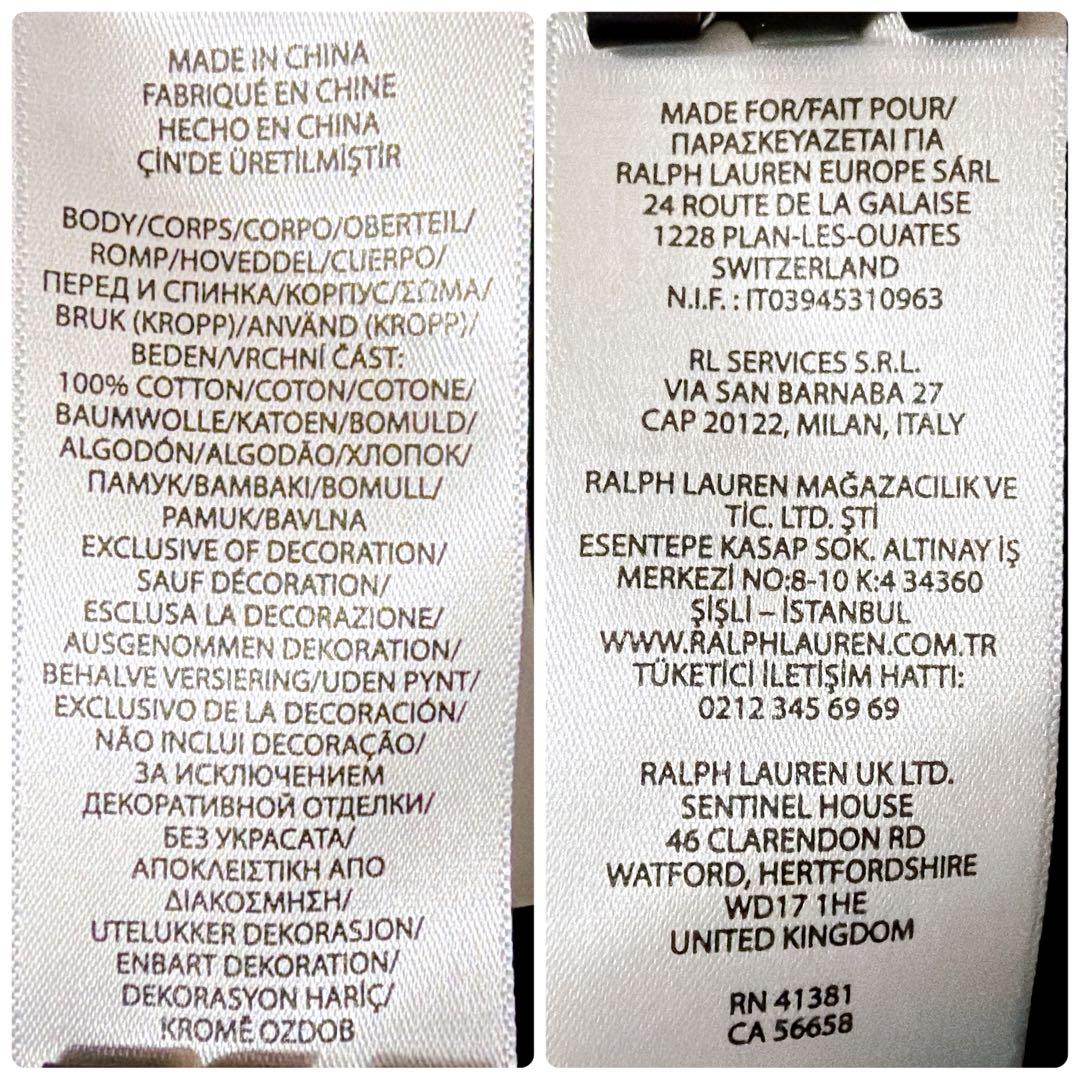 MADE IN CHINA
FABRIQUÉ EN CHINE
HECHO EN CHINA
ÇİN'DE ÜRETİLMİŞTİR
BODY/CORPS/CORPO/OBERTEIL/
ROMP/HOVEDDEL/CUERPO/
ПЕРЕД И СПИНКА/КОРПУС/ΣΩΜΑ/
BRUK (KROPP)/ANVÄND (KROPP)/
BEDEN/VRCHNÍ ČÁST:
100% COTTON/COTON/COTONE/
BAUMWOLLE/KATOEN/BOMULD/
ALGODÓN/ALGODÃO/ХЛОПОК/
ПАМУК/ΒΑΜΒΑΚΙ/BOMULL/
PAMUK/BAVLNA
EXCLUSIVE OF DECORATION/
SAUF DÉCORATION/
ESCLUSA LA DECORAZIONE/
AUSGENOMMEN DEKORATION/
BEHALVE VERSIERING/UDEN PYNT/
EXCLUSIVO DE LA DECORACIÓN/
NÃO INCLUI DECORAÇÃO/
ЗА ИСКЛЮЧЕНИЕМ
ДЕКОРАТИВНОЙ ОТДЕЛКИ/
БЕЗ УКРАСАТА/
ΑΠΟΚΛΕΙΣΤΙΚΗ ΑΠΟ
ΔΙΑΚΟΣΜΗΣΗ/
UTELUKKER DEKORASJON/
ENBART DEKORATION/
DEKORASYON HARİÇ/
KROMĚ OZDOB
MADE FOR/FAIT POUR/
ΠΑΡΑΣΚΕΥΑΖΕΤΑΙ ΓΙΑ
RALPH LAUREN EUROPE SÁRL
24 ROUTE DE LA GALAISE
1228 PLAN-LES-OUATES
SWITZERLAND
N.I.F. : IT03945310963
RL SERVICES S.R.L.
VIA SAN BARNABA 27
CAP 20122, MILAN, ITALY
RALPH LAUREN MAĞAZACILIK VE
TİC. LTD. ŞTİ
ESENTEPE KASAP SOK. ALTINAY İŞ
MERKEZİ NO:8-10 K:4 34360
ŞİŞLİ – İSTANBUL
WWW.RALPHLAUREN.COM.TR
TÜKETİCİ İLETİŞİM HATTI:
0212 345 69 69
RALPH LAUREN UK LTD.
SENTINEL HOUSE
46 CLARENDON RD
WATFORD, HERTFORDSHIRE
WD17 1HE
UNITED KINGDOM
RN 41381
CA 56658